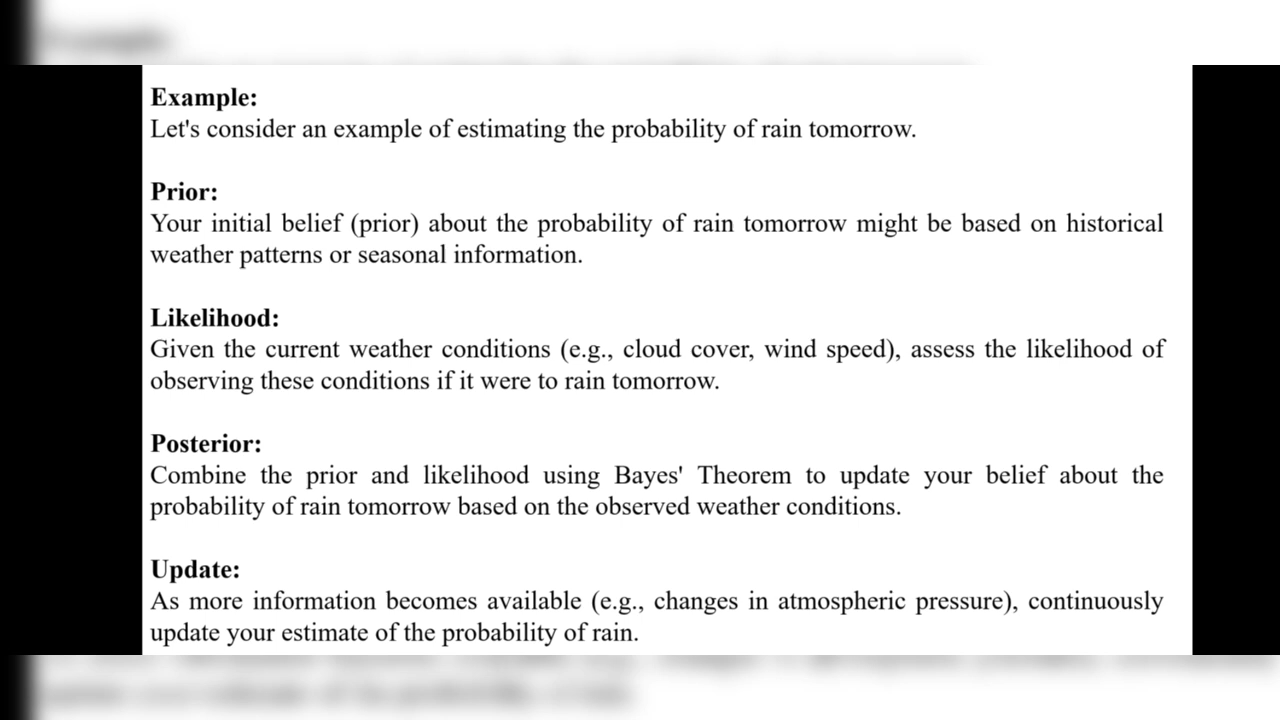 Example:
Let's consider an example of estimating the probability of rain tomorrow.
Prior:
Your initial belief (prior) about the probability of rain tomorrow might be based on historical
weather patterns or seasonal information.
Likelihood:
Given the current weather conditions (e.g., cloud cover, wind speed), assess the likelihood of
observing these conditions if it were to rain tomorrow.
Posterior:
Combine the prior and likelihood using Bayes' Theorem to update your belief about the
probability of rain tomorrow based on the observed weather conditions.
Update:
As more information becomes available (e.g., changes in atmospheric pressure), continuously
update your estimate of the probability of rain.